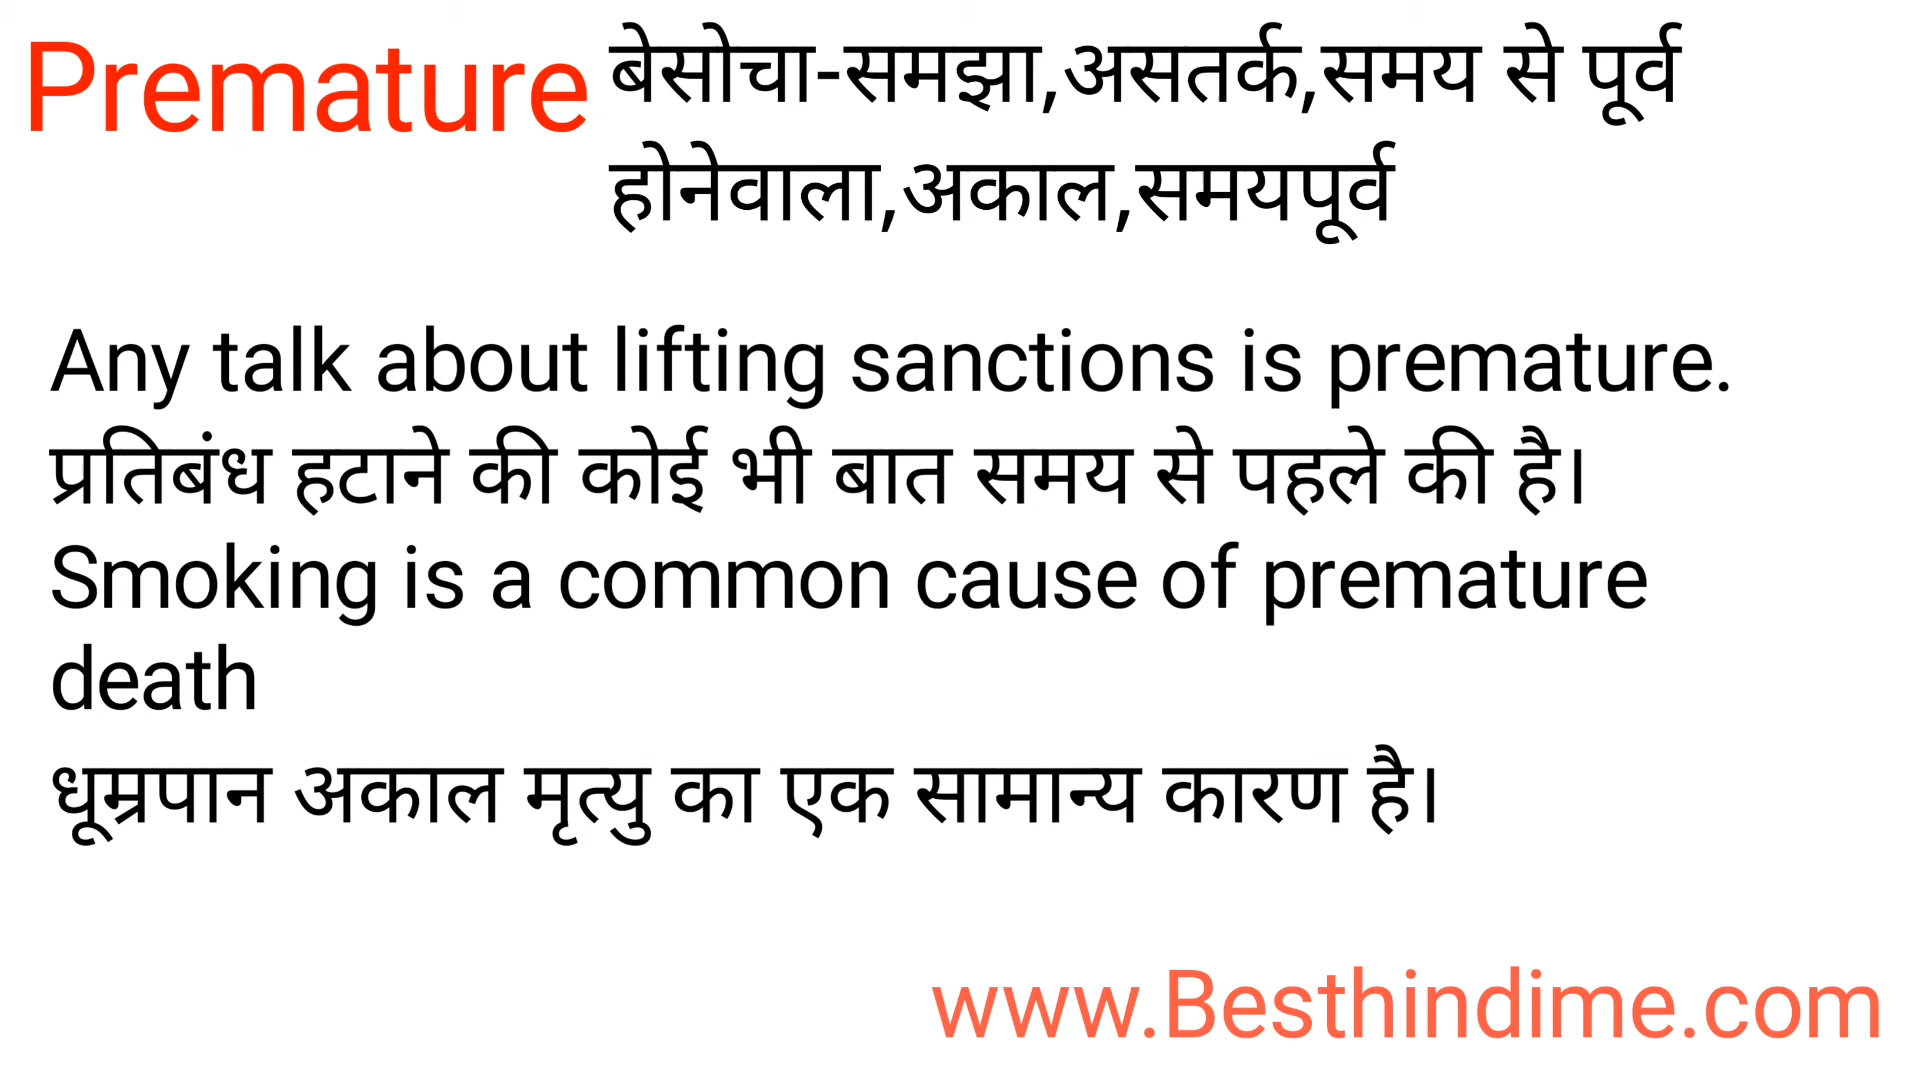 Premature बेसोचा-समझा,असतर्क,समय से पूर्व
होनेवाला,अकाल,समयपूर्व
Any talk about lifting sanctions is premature.
प्रतिबंध हटाने की कोई भी बात समय से पहले की है।
Smoking is a common cause of premature
death
धूम्रपान अकाल मृत्यु का एक सामान्य कारण है।
www.Besthindime.com